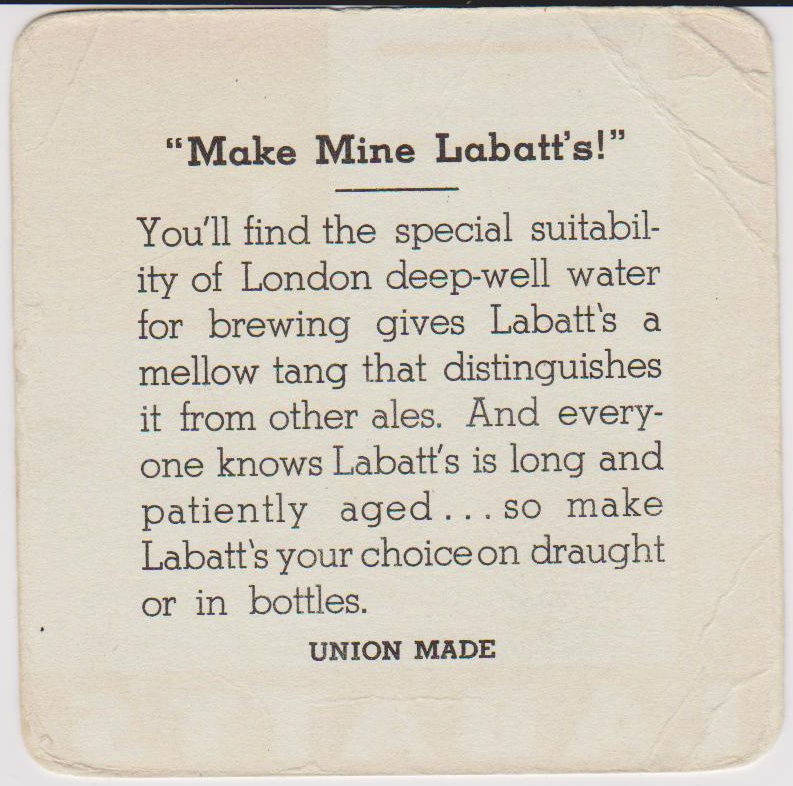 "Make Mine Labatt's!"
You'll find the special suitabil-
ity of London deep-well water
for brewing gives Labatt's a
mellow tang that distinguishes
it from other ales. And every-
one knows Labatt's is long and
patiently aged...so make
Labatt's your choice on draught
or in bottles.
UNION MADE